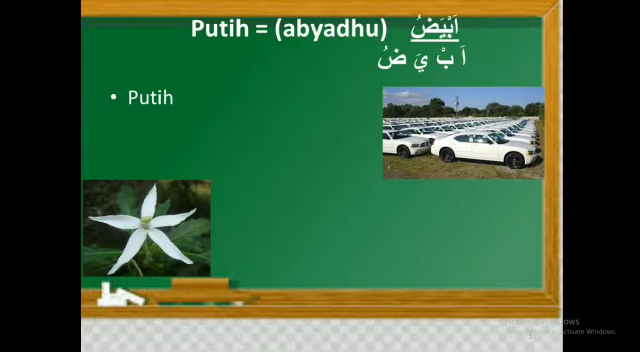 Putih = (abyadhu) اَبْيَضُ
اَ بْ يَ ضُ
• Putih